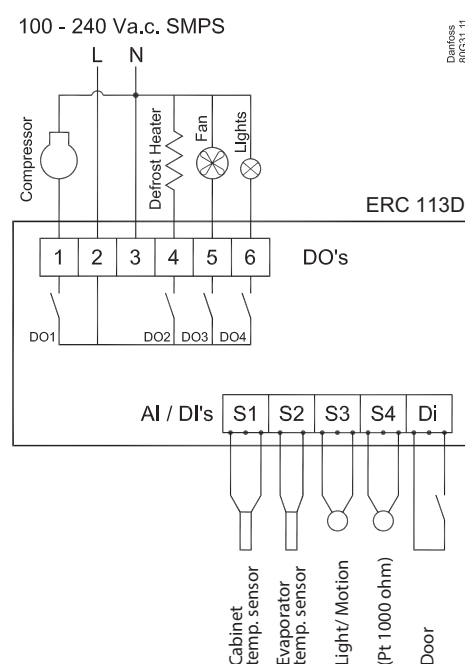 100 - 240 Va.c. SMPS
Danfoss
80G31.11
L N
Compressor
Defrost Heater
Fan
Lights
ERC 113D
1 2 3 4 5 6 DO's
DO1 DO2 DO3 DO4
AI / DI's S1 S2 S3 S4 Di
Cabinet
temp. sensor
Evaporator
temp. sensor
Light/ Motion
(Pt 1000 ohm)
Door